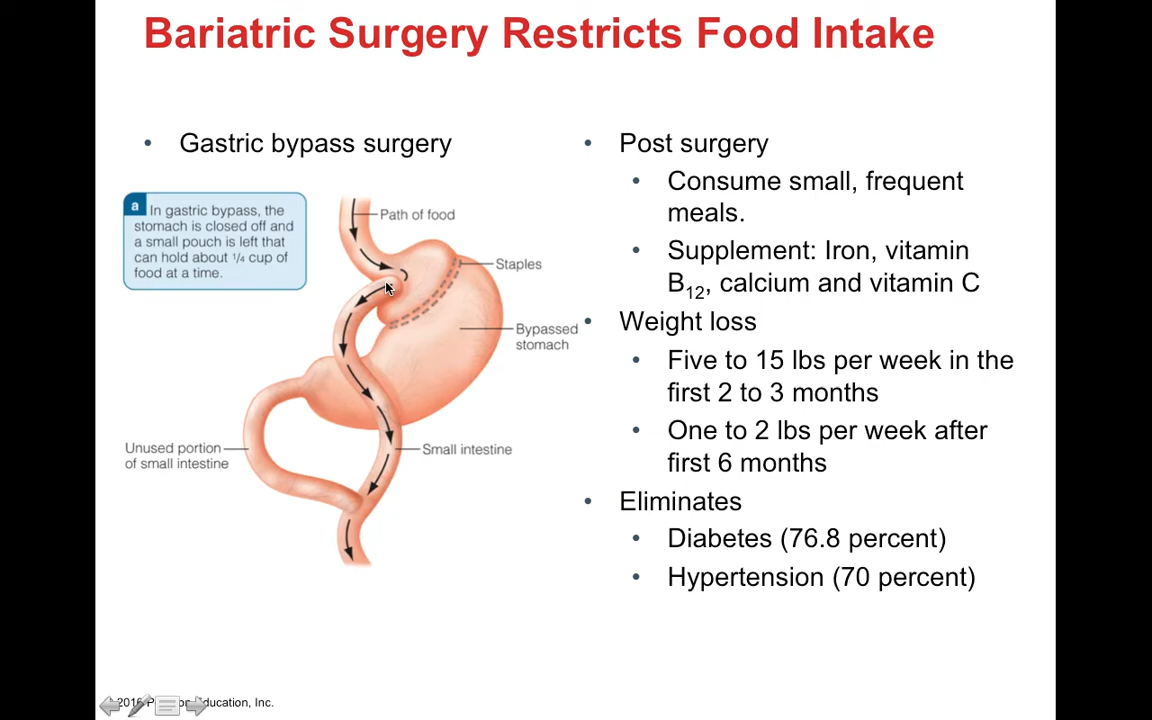 Bariatric Surgery Restricts Food Intake
• Gastric bypass surgery
a In gastric bypass, the
stomach is closed off and
a small pouch is left that
can hold about 1/4 cup of
food at a time.
Path of food
Staples
Bypassed
stomach
Unused portion
of small intestine
Small intestine
• Post surgery
• Consume small, frequent
meals.
• Supplement: Iron, vitamin
B12, calcium and vitamin C
• Weight loss
• Five to 15 lbs per week in the
first 2 to 3 months
• One to 2 lbs per week after
first 6 months
• Eliminates
• Diabetes (76.8 percent)
• Hypertension (70 percent)
2016 Education, Inc.